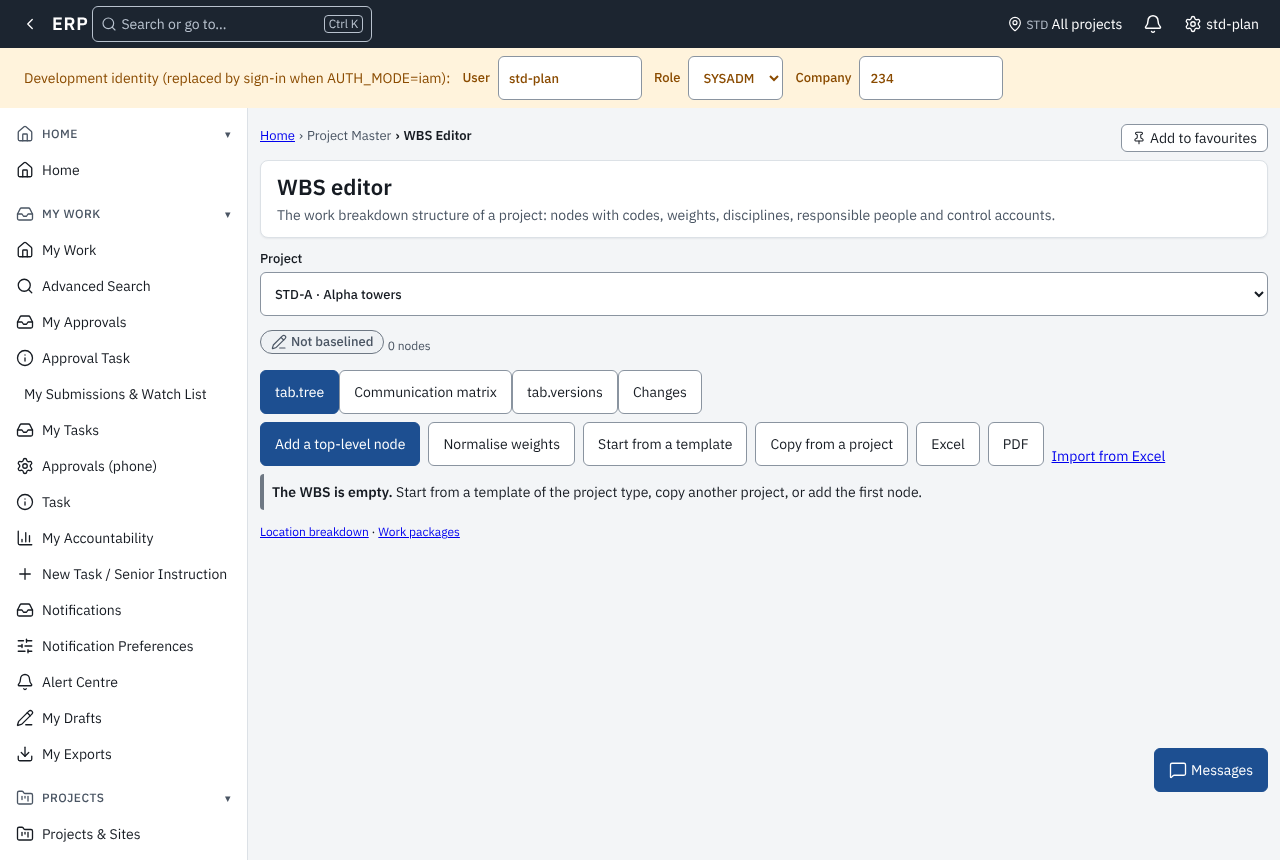 ERP
Search or go to...
Ctrl K
STD All projects
std-plan
Development identity (replaced by sign-in when AUTH_MODE=iam):
User
std-plan
Role
SYSADM
Company
234
HOME
Home
MY WORK
My Work
Advanced Search
My Approvals
Approval Task
My Submissions & Watch List
My Tasks
Approvals (phone)
Task
My Accountability
New Task / Senior Instruction
Notifications
Notification Preferences
Alert Centre
My Drafts
My Exports
PROJECTS
Projects & Sites
Home › Project Master › WBS Editor
Add to favourites
WBS editor
The work breakdown structure of a project: nodes with codes, weights, disciplines, responsible people and control accounts.
Project
STD-A · Alpha towers
Not baselined
0 nodes
tab.tree
Communication matrix
tab.versions
Changes
Add a top-level node
Normalise weights
Start from a template
Copy from a project
Excel
PDF
Import from Excel
The WBS is empty. Start from a template of the project type, copy another project, or add the first node.
Location breakdown · Work packages
Messages